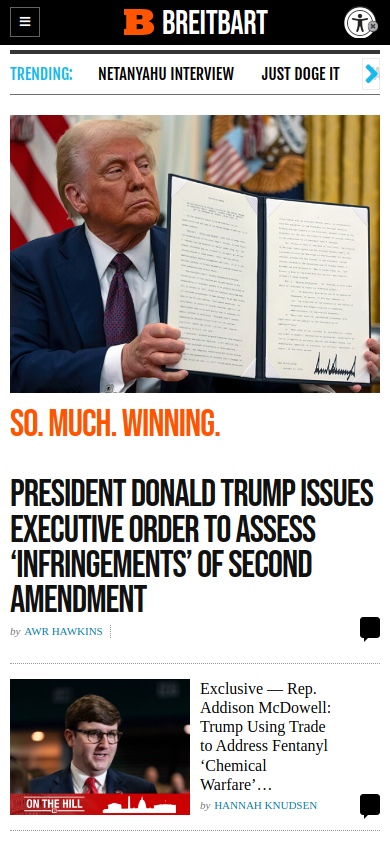 BREITBART
TRENDING:
NETANYAHU INTERVIEW
JUST DOGE IT
SO. MUCH. WINNING.
PRESIDENT DONALD TRUMP ISSUES
EXECUTIVE ORDER TO ASSESS
‘INFRINGEMENTS’ OF SECOND
AMENDMENT
by AWR HAWKINS
Exclusive — Rep.
Addison McDowell:
Trump Using Trade
to Address Fentanyl
‘Chemical
Warfare’…
by HANNAH KNUDSEN
ON THE HILL